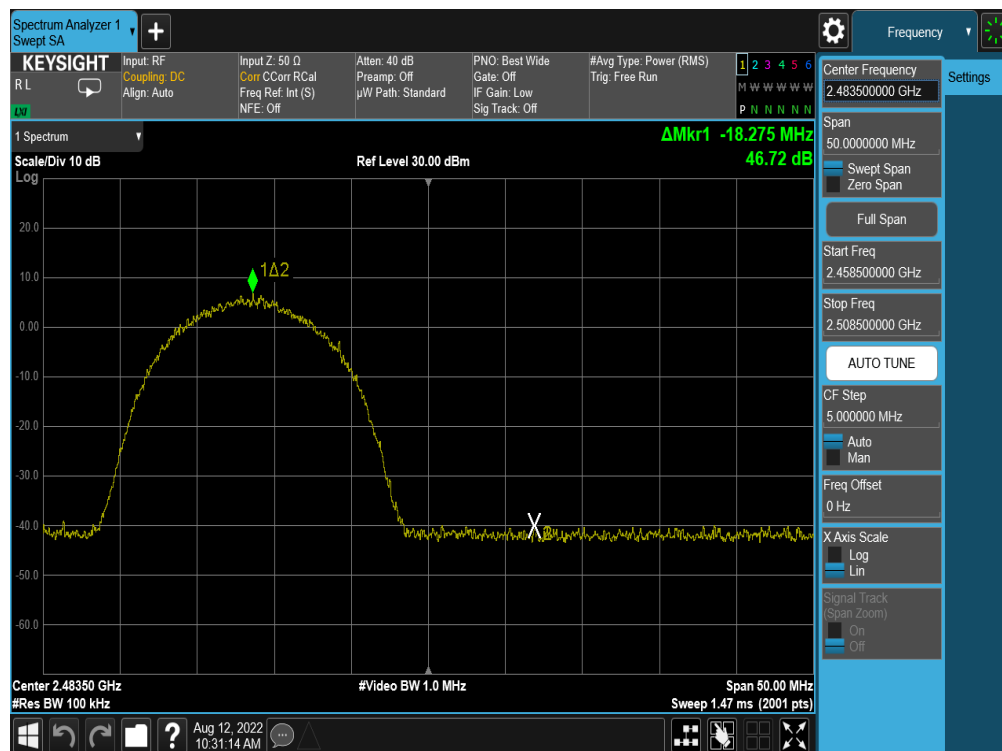 Spectrum Analyzer 1
Swept SA
Frequency
KEYSIGHT
R L
LXI
Input: RF
Coupling: DC
Align: Auto
Input Z: 50 Ω
Corr CCorr RCal
Freq Ref: Int (S)
NFE: Off
Atten: 40 dB
Preamp: Off
µW Path: Standard
PNO: Best Wide
Gate: Off
IF Gain: Low
Sig Track: Off
#Avg Type: Power (RMS)
Trig: Free Run
1 2 3 4 5 6
M W W W W W
P N N N N N
1 Spectrum
ΔMkr1 -18.275 MHz
Scale/Div 10 dB
Ref Level 30.00 dBm
46.72 dB
Log
20.0
10.0
0.00
-10.0
-20.0
-30.0
-40.0
-50.0
-60.0
1Δ2
2
Center 2.48350 GHz
#Video BW 1.0 MHz
Span 50.00 MHz
#Res BW 100 kHz
Sweep 1.47 ms (2001 pts)
Center Frequency
2.483500000 GHz
Settings
Span
50.0000000 MHz
Swept Span
Zero Span
Full Span
Start Freq
2.458500000 GHz
Stop Freq
2.508500000 GHz
AUTO TUNE
CF Step
5.000000 MHz
Auto
Man
Freq Offset
0 Hz
X Axis Scale
Log
Lin
Signal Track
(Span Zoom)
On
Off
?
Aug 12, 2022
10:31:14 AM